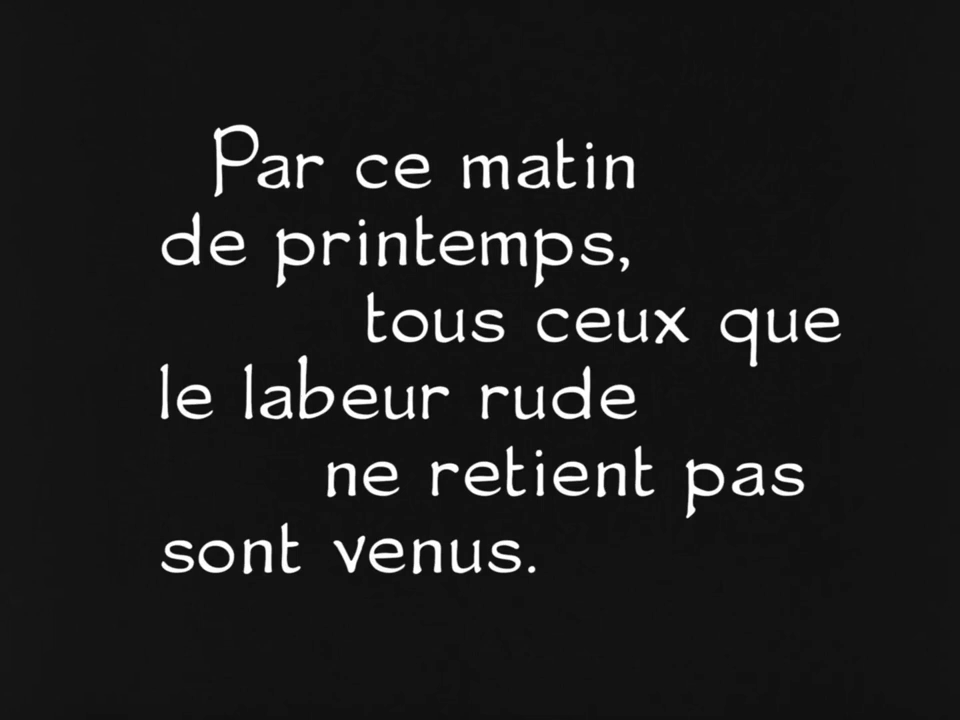 Par ce matin
de printemps,
tous ceux que
le labeur rude
ne retient pas
sont venus.